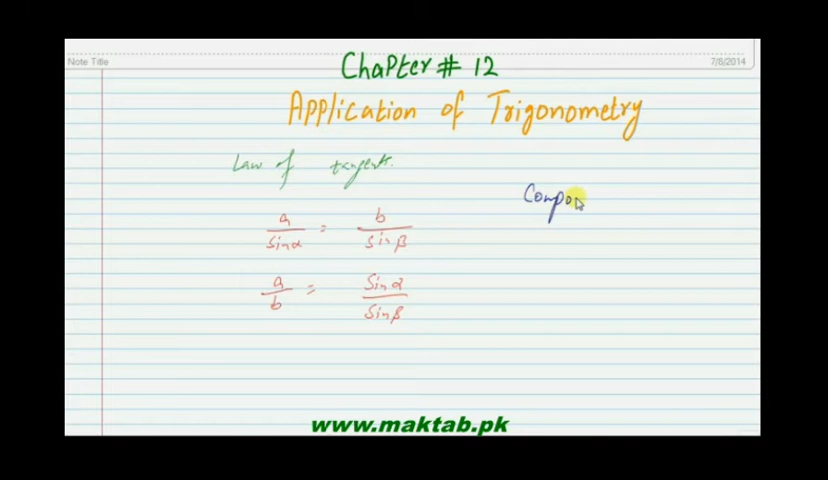 Note Title
7/6/2014
Chapter # 12
Application of Trigonometry
Law of tangents.
Compo
a/sinα = b/sinβ
a/b = sinα/sinβ
www.maktab.pk